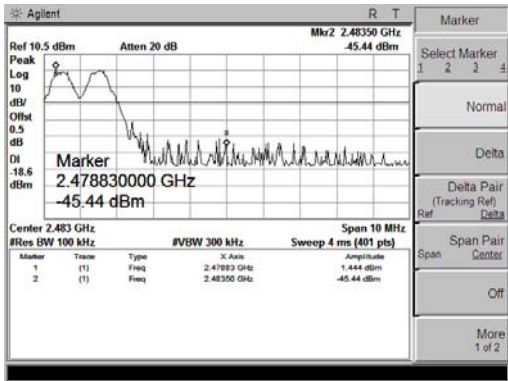 Agilent R T
Mkr2 2.48350 GHz
Ref 10.5 dBm Atten 20 dB -45.44 dBm
Peak
Log
10
dB/
Offst
0.5
dB
DI
-18.6
dBm
1
2
Marker
2.478830000 GHz
-45.44 dBm
Center 2.483 GHz Span 10 MHz
#Res BW 100 kHz #VBW 300 kHz Sweep 4 ms (401 pts)
Marker Trace Type X Axis Amplitude
1 (1) Freq 2.47883 GHz 1.444 dBm
2 (1) Freq 2.48350 GHz -45.44 dBm
Marker
Select Marker
1 2 3 4
Normal
Delta
Delta Pair
(Tracking Ref)
Ref Delta
Span Pair
Span Center
Off
More
1 of 2